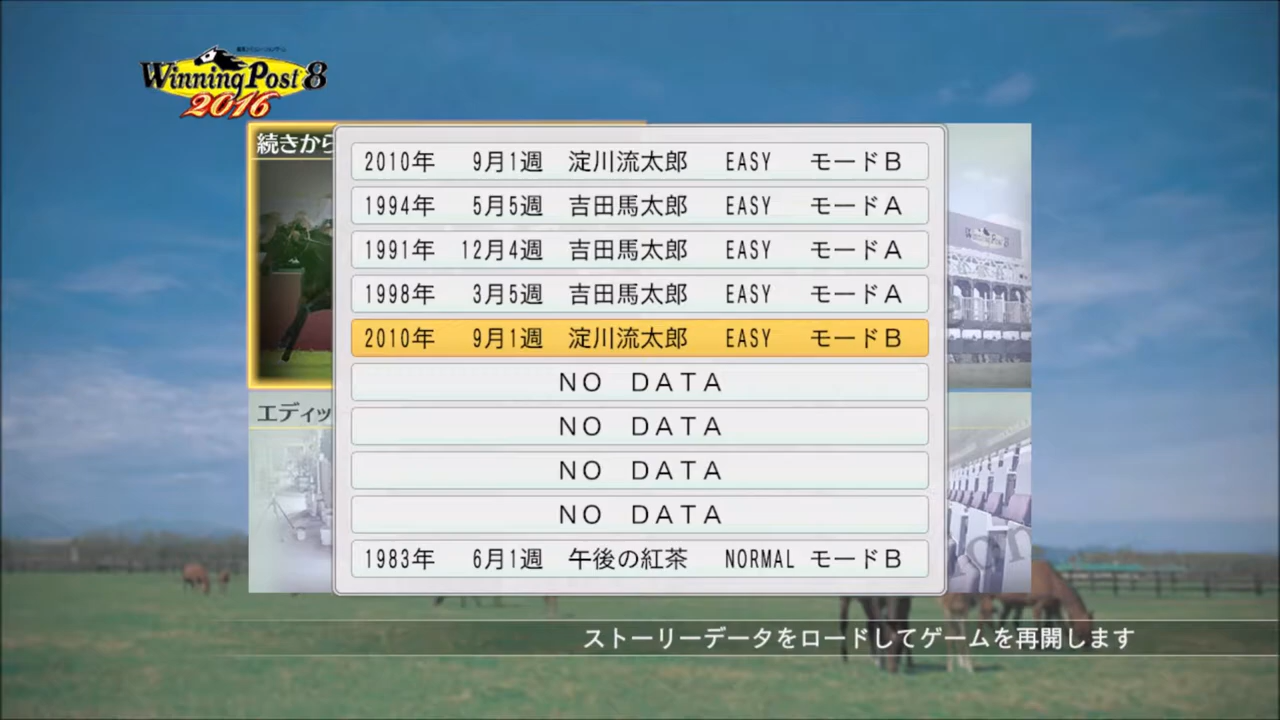 Winning Post 8
2016
続きから
2010年 9月1週 淀川流太郎 EASY モードB
1994年 5月5週 吉田馬太郎 EASY モードA
1991年 12月4週 吉田馬太郎 EASY モードA
1998年 3月5週 吉田馬太郎 EASY モードA
2010年 9月1週 淀川流太郎 EASY モードB
NO DATA
エディッ
NO DATA
NO DATA
NO DATA
1983年 6月1週 午後の紅茶 NORMAL モードB
ストーリーデータをロードしてゲームを再開します